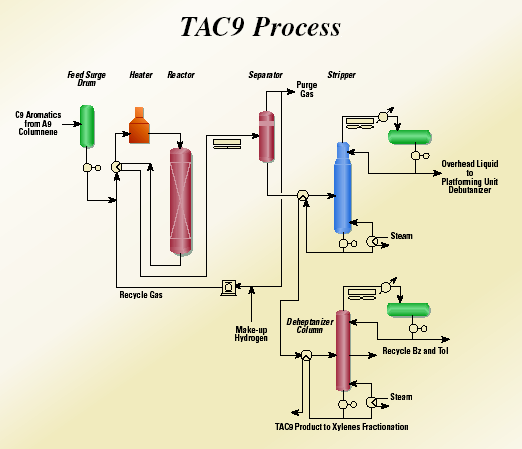 TAC9 Process
Feed Surge
Drum
Heater
Reactor
Separator
Stripper
Purge
Gas
C9 Aromatics
from A9
Columnene
Overhead Liquid
to
Platforming Unit
Debutanizer
Steam
Recycle Gas
Make-up
Hydrogen
Deheptanizer
Column
Recycle Bz and Tol
Steam
TAC9 Product to Xylenes Fractionation